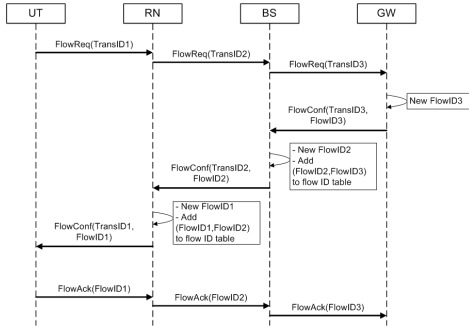 UT
RN
BS
GW
FlowReq(TransID1)
FlowReq(TransID2)
FlowReq(TransID3)
New FlowID3
FlowConf(TransID3,
FlowID3)
- New FlowID2
- Add
(FlowID2,FlowID3)
to flow ID table
FlowConf(TransID2,
FlowID2)
- New FlowID1
- Add
(FlowID1,FlowID2)
to flow ID table
FlowConf(TransID1,
FlowID1)
FlowAck(FlowID1)
FlowAck(FlowID2)
FlowAck(FlowID3)